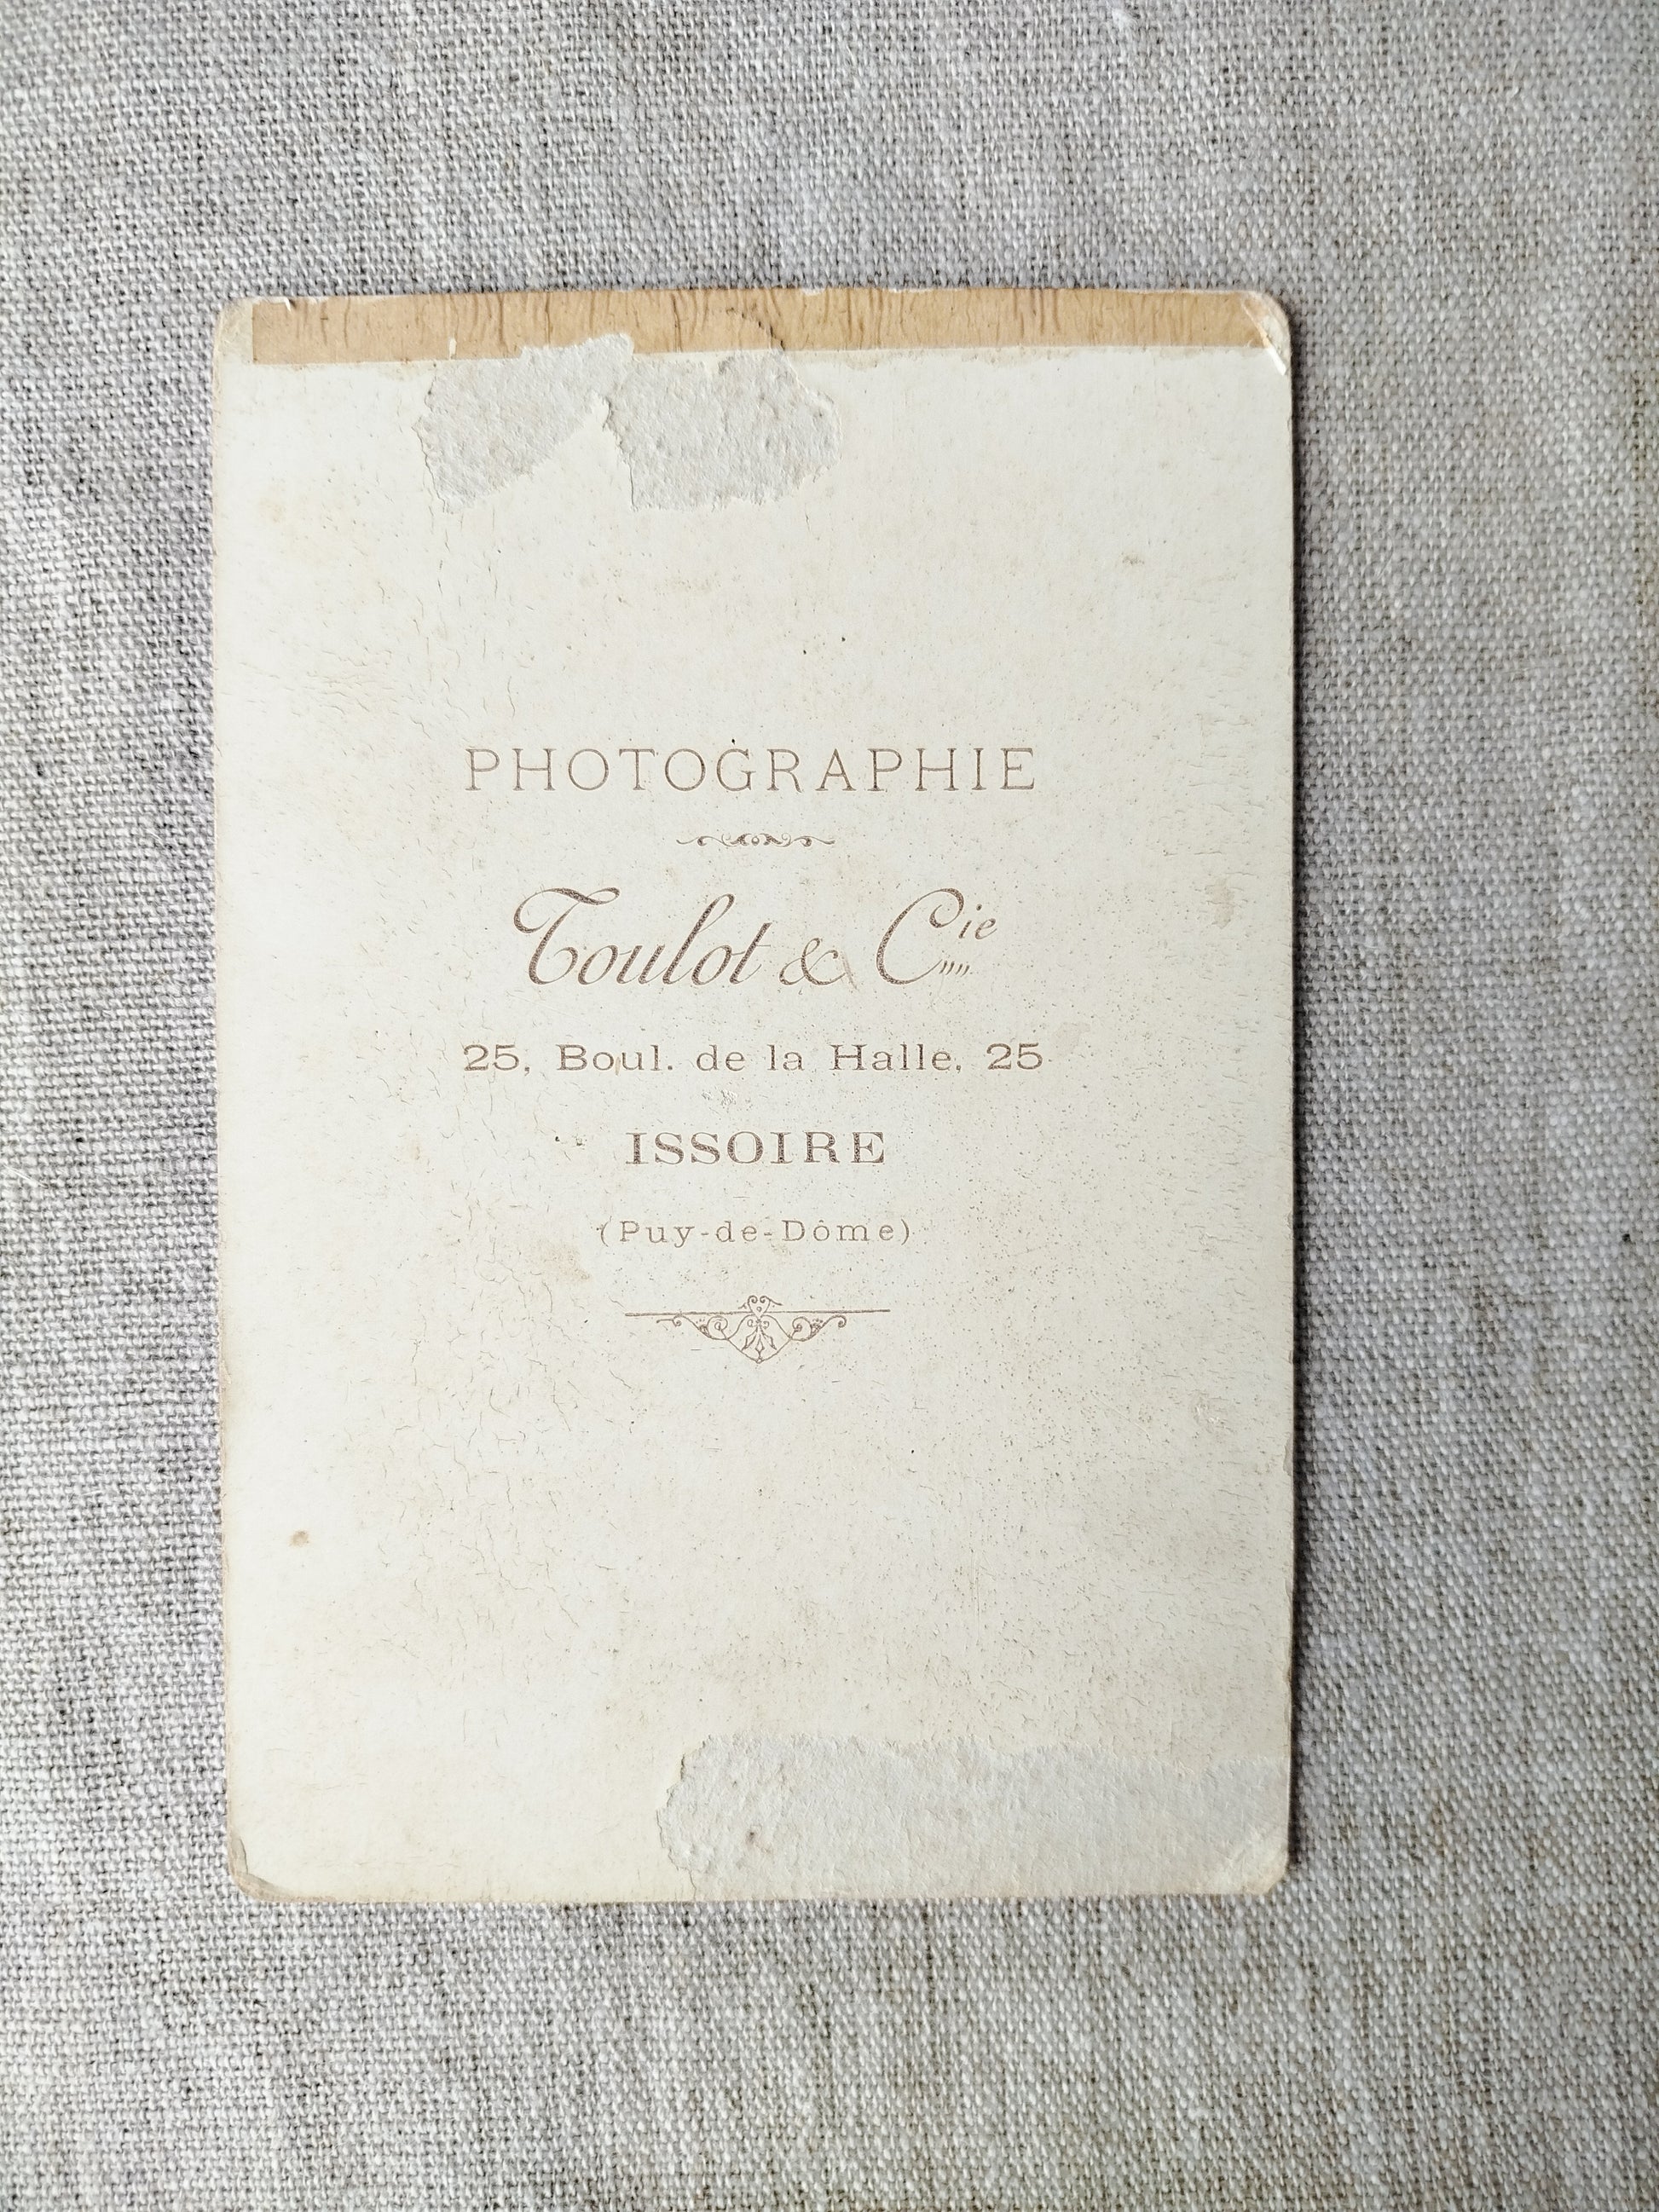 PHOTOGRAPHIE
Toulot & Cie
25, Boul. de la Halle, 25
ISSOIRE
(Puy-de-Dôme)